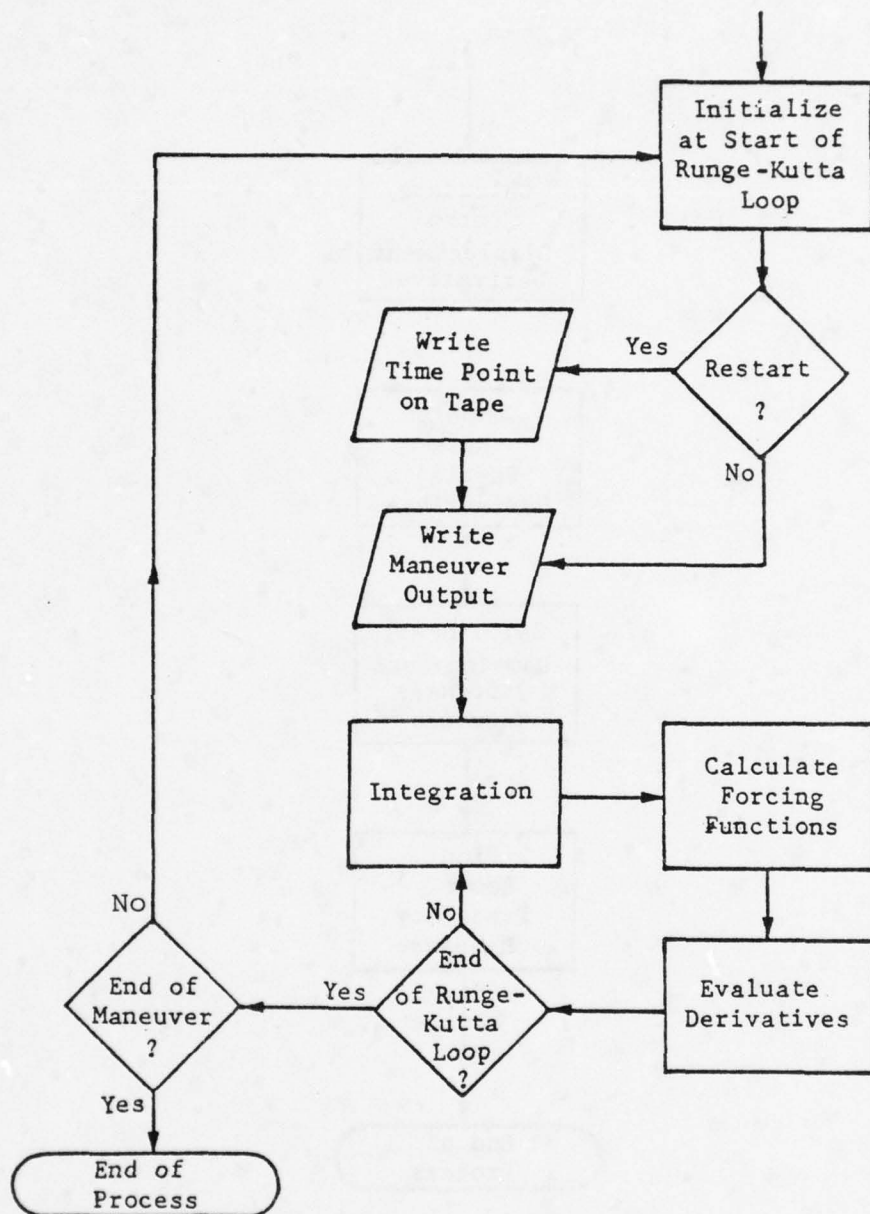 Initialize
at Start of
Runge-Kutta
Loop
Restart
?
Yes
No
Write
Time Point
on Tape
Write
Maneuver
Output
Integration
Calculate
Forcing
Functions
Evaluate
Derivatives
End
of Runge-
Kutta
Loop
?
No
Yes
End of
Maneuver
?
No
Yes
End of
Process